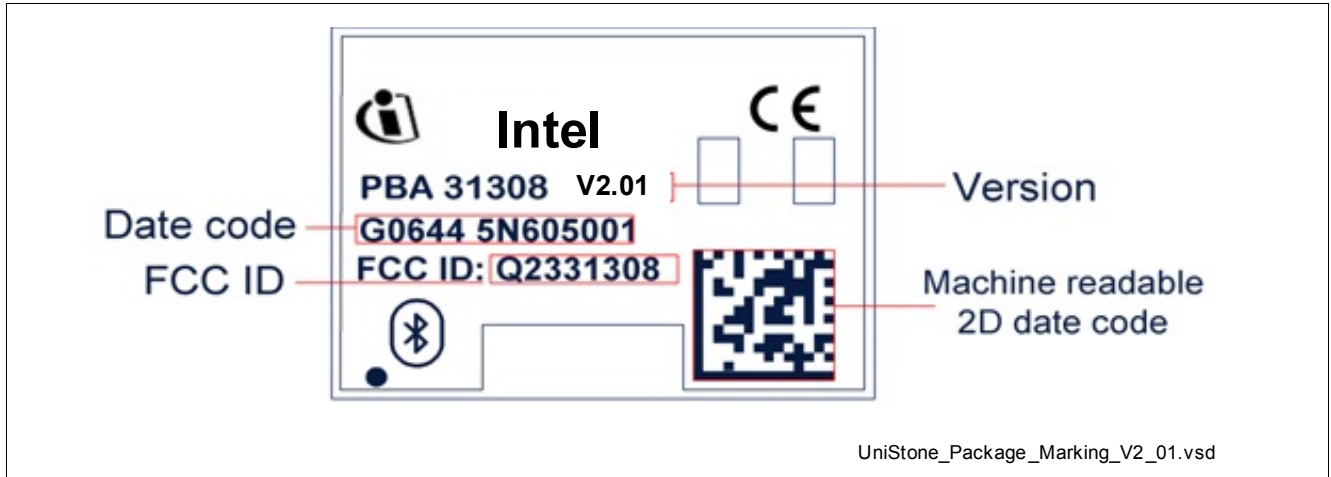 Intel
CE
PBA 31308 V2.01
Version
Date code
G0644 5N605001
FCC ID
FCC ID: Q2331308
Machine readable
2D date code
UniStone_Package_Marking_V2_01.vsd